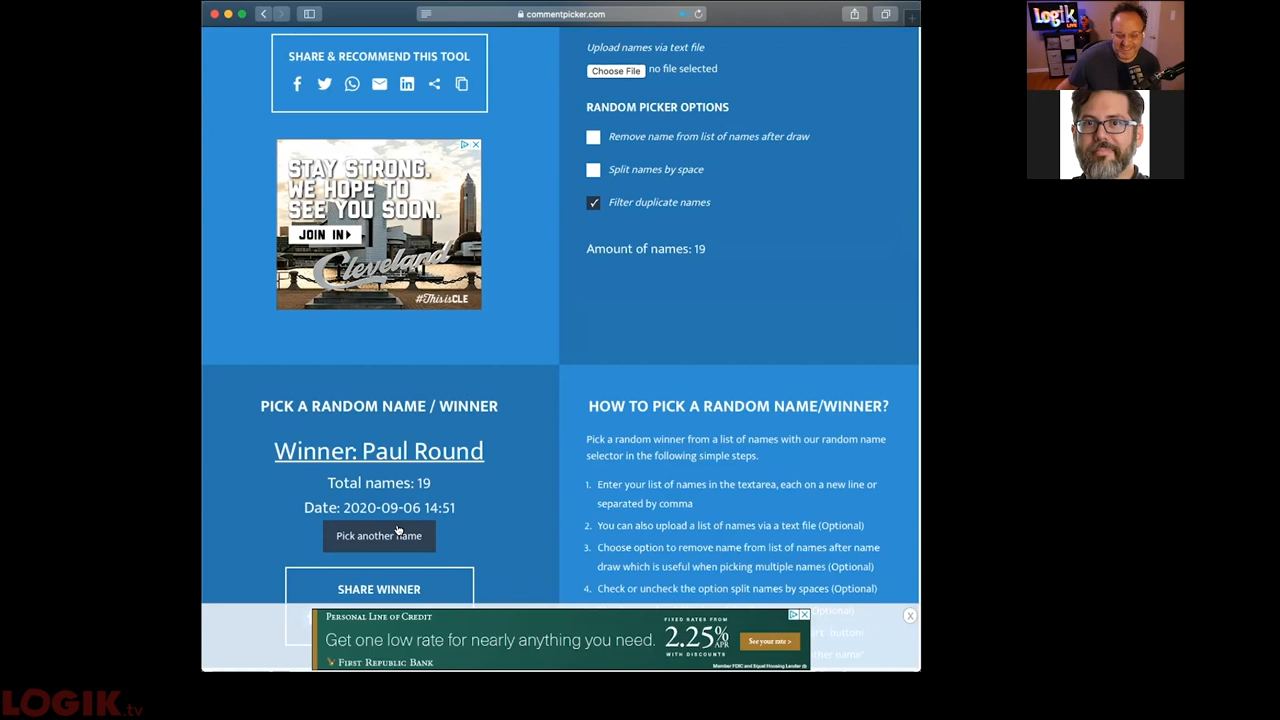 commentpicker.com
SHARE & RECOMMEND THIS TOOL
STAY STRONG.
WE HOPE TO
SEE YOU SOON.
JOIN IN
Cleveland
#ThisisCLE
Upload names via text file
Choose File no file selected
RANDOM PICKER OPTIONS
Remove name from list of names after draw
Split names by space
Filter duplicate names
Amount of names: 19
PICK A RANDOM NAME / WINNER
Winner: Paul Round
Total names: 19
Date: 2020-09-06 14:51
Pick another name
SHARE WINNER
HOW TO PICK A RANDOM NAME/WINNER?
Pick a random winner from a list of names with our random name
selector in the following simple steps.
1. Enter your list of names in the textarea, each on a new line or
separated by comma
2. You can also upload a list of names via a text file (Optional)
3. Choose option to remove name from list of names after name
draw which is useful when picking multiple names (Optional)
4. Check or uncheck the option split names by spaces (Optional)
PERSONAL LINE OF CREDIT
Get one low rate for nearly anything you need.
FIRST REPUBLIC BANK
FIXED RATES FROM
2.25% APR
WITH DISCOUNTS
See your rate >
Member FDIC and Equal Housing Lender
Logik
LIVE
LOGIK.tv